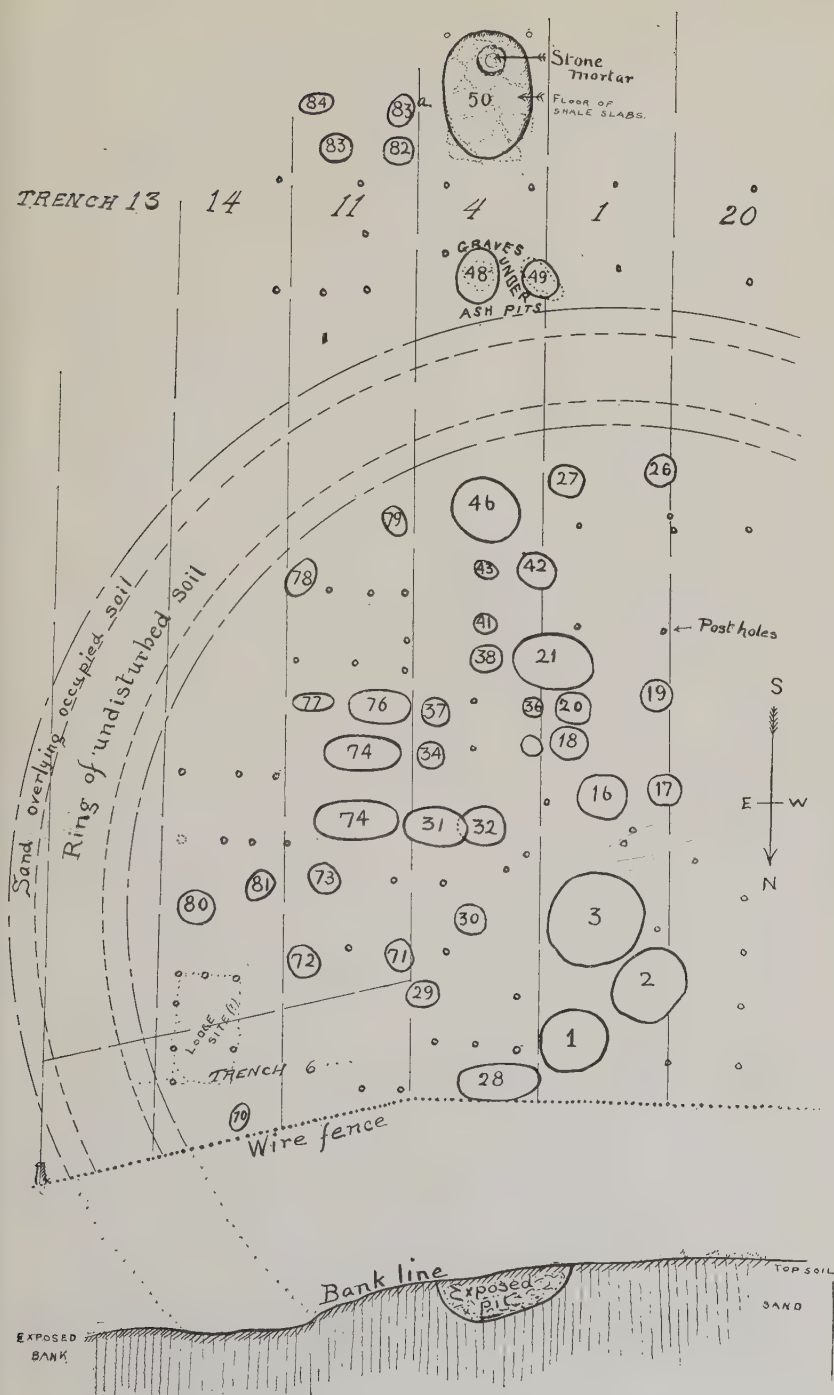 Stone
mortar
84
83
a.
50
FLOOR OF
SHALE SLABS.
83
82
TRENCH 13 14 11 4 1 20
GRAVES
UNDER
48
49
ASH PITS
46
27
26
79
78
43
42
41
38
21
Post holes
77
76
37
36
20
19
74
34
18
74
31
32
16
17
73
81
80
30
3
72
71
29
2
1
28
70
Sand overlying occupied soil
Ring of undisturbed soil
S
E W
N
LODGE
SITE (?)
TRENCH 6
Wire fence
Bank line
Exposed
pit
TOP SOIL
SAND
EXPOSED
BANK